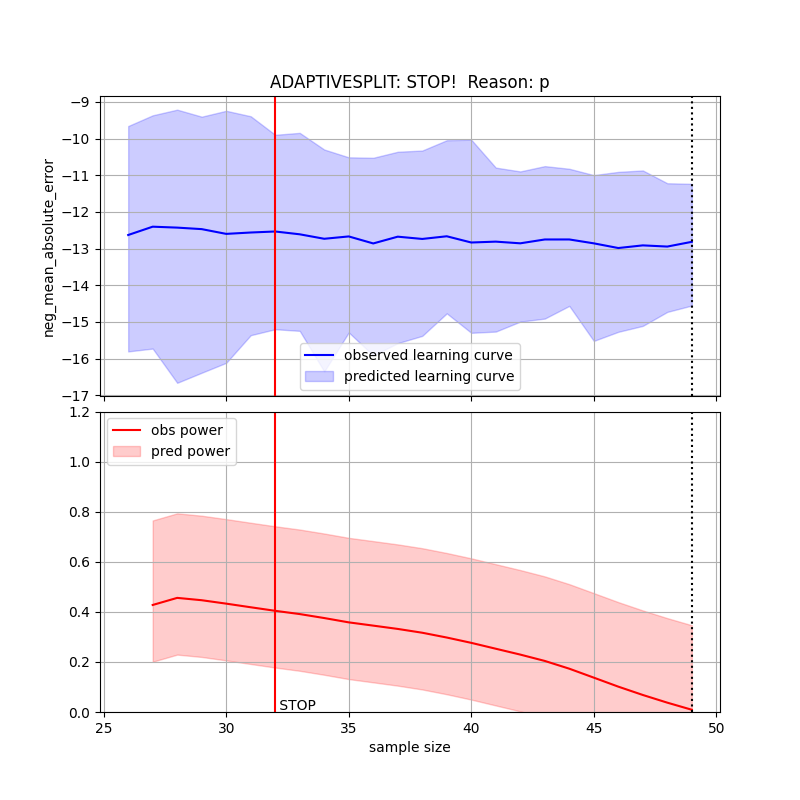 ADAPTIVESPLIT: STOP!  Reason: p
neg_mean_absolute_error
−9
−10
−11
−12
−13
−14
−15
−16
−17
observed learning curve
predicted learning curve
1.2
1.0
0.8
0.6
0.4
0.2
0.0
obs power
pred power
STOP
25
30
35
40
45
50
sample size